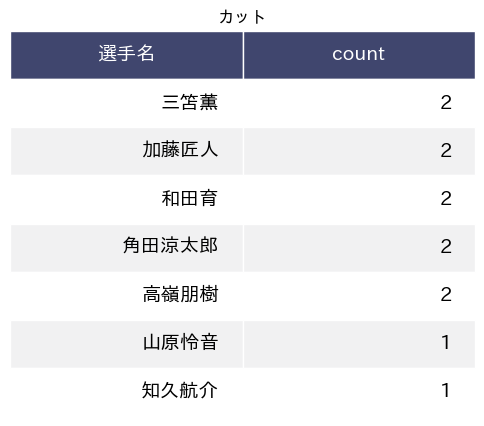 カット
選手名 count
三笘薫 2
加藤匠人 2
和田育 2
角田涼太郎 2
高嶺朋樹 2
山原怜音 1
知久航介 1